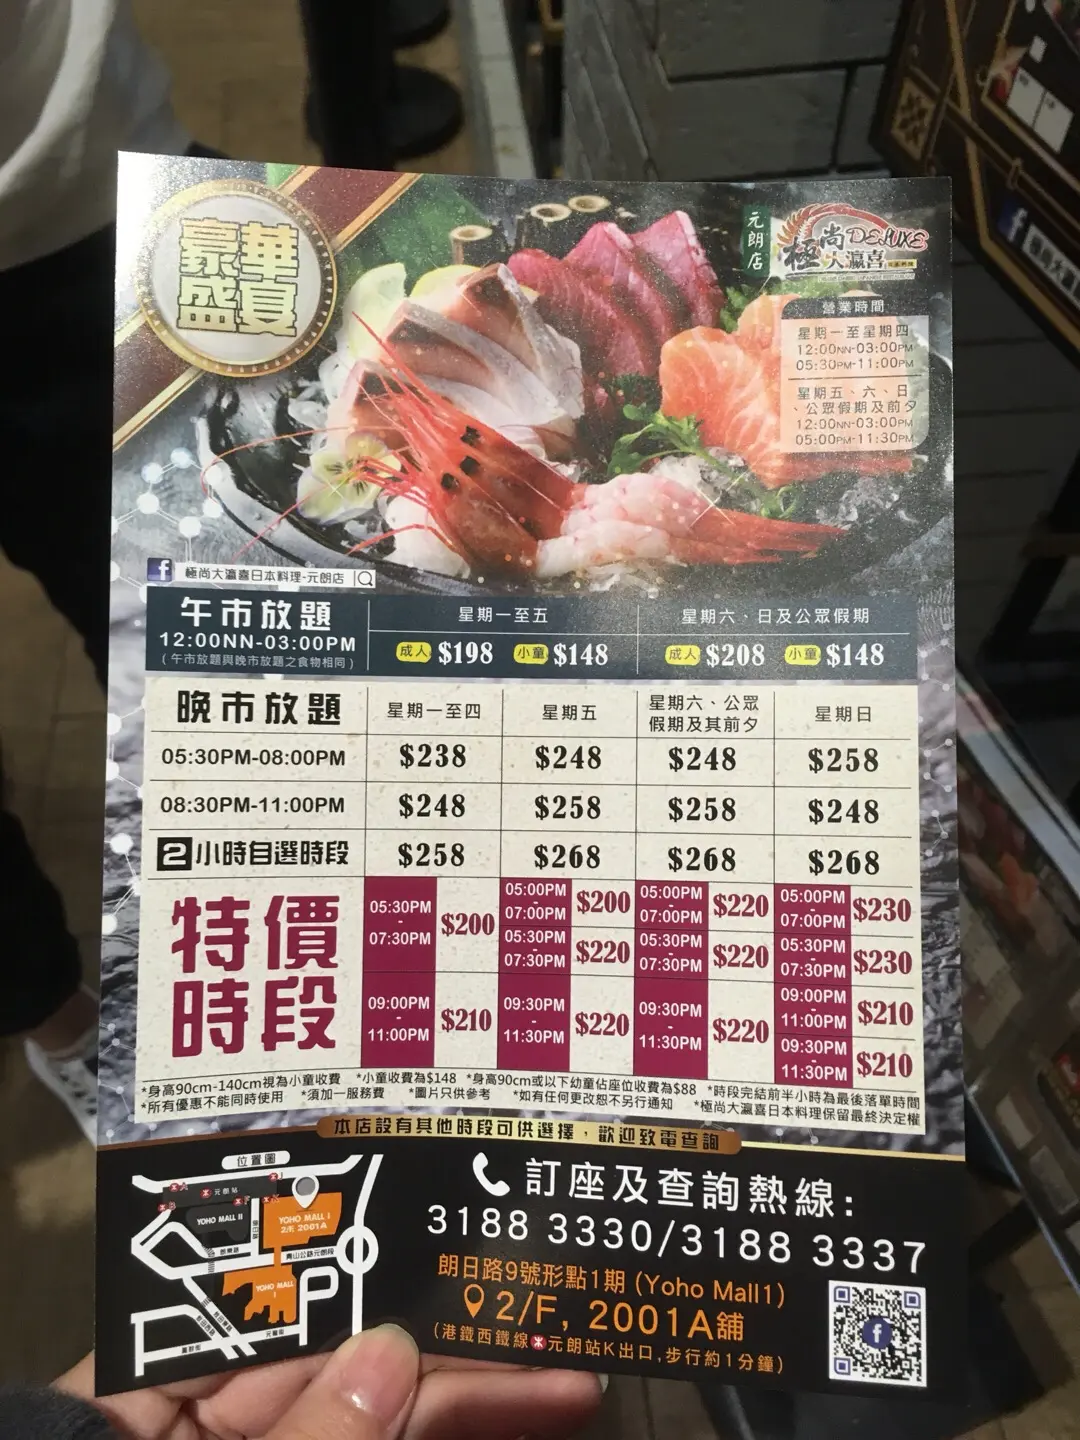 豪華
盛宴
元朗店
極尚DELUXE
大瀛喜
營業時間
星期一至星期四
12:00NN-03:00PM
05:30PM-11:00PM
星期五、六、日
、公眾假期及前夕
12:00NN-03:00PM
05:00PM-11:30PM
極尚大瀛喜日本料理-元朗店
午市放題
12:00NN-03:00PM
(午市放題與晚市放題之食物相同)
星期一至五
星期六、日及公眾假期
成人 $198 小童 $148
成人 $208 小童 $148
晚市放題 星期一至四 星期五 星期六、公眾假期及其前夕 星期日
05:30PM-08:00PM $238 $248 $248 $258
08:30PM-11:00PM $248 $258 $258 $248
2小時自選時段 $258 $268 $268 $268
特價
時段
05:30PM - 07:30PM $200
09:00PM - 11:00PM $210
05:00PM - 07:00PM $200
05:30PM - 07:30PM $220
09:30PM - 11:30PM $220
05:00PM - 07:00PM $220
05:30PM - 07:30PM $220
09:30PM - 11:30PM $220
05:00PM - 07:00PM $230
05:30PM - 07:30PM $230
09:00PM - 11:00PM $210
09:30PM - 11:30PM $210
*身高90cm-140cm視為小童收費 *小童收費為$148 *身高90cm或以下幼童佔座位收費為$88 *時段完結前半小時為最後落單時間
*所有優惠不能同時使用 *須加一服務費 *圖片只供參考 *如有任何更改恕不另行通知 *極尚大瀛喜日本料理保留最終決定權
本店設有其他時段可供選擇，歡迎致電查詢
位置圖
元朗站
YOHO MALL II
YOHO MALL I
2/F, 2001A
青山公路元朗段
YOHO MALL
I
P
訂座及查詢熱線:
3188 3330/3188 3337
朗日路9號形點1期 (Yoho Mall1)
2/F, 2001A舖
(港鐵西鐵線元朗站K出口,步行約1分鐘)